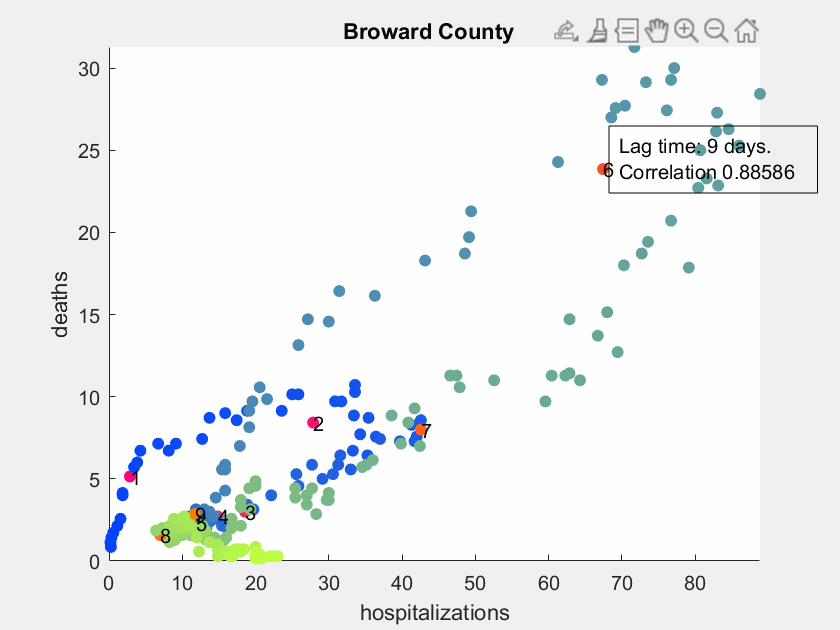 Broward County
30
25
20
15
10
5
0
deaths
0 10 20 30 40 50 60 70 80
hospitalizations
Lag time: 9 days.
Correlation 0.88586
6
2
7
1
9
4
3
5
8